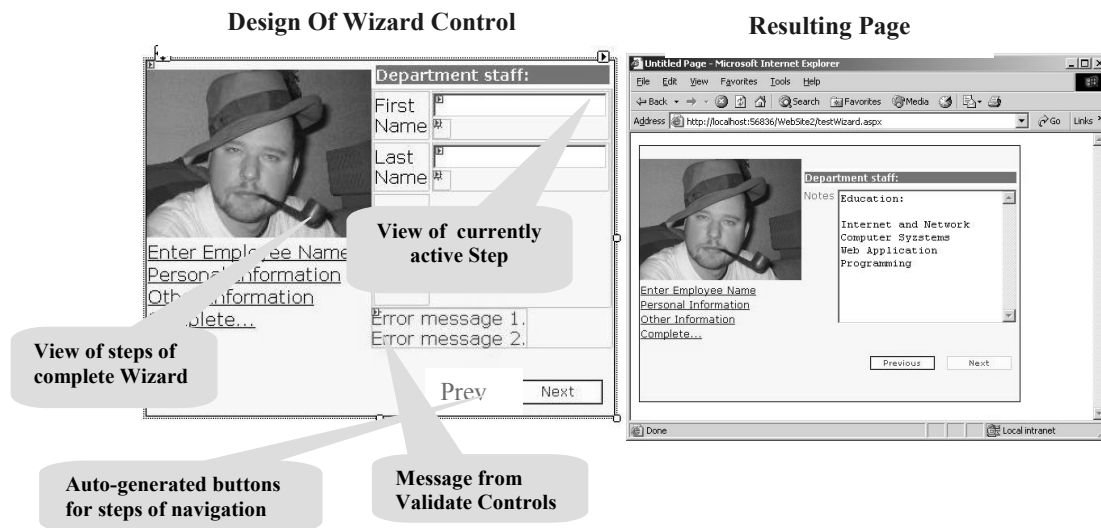 Design Of Wizard Control
Resulting Page
Department staff:
First
Name
Last
Name
View of currently
active Step
Enter Employee Name
Personal Information
Other Information
Complete...
Error message 1.
Error message 2.
View of steps of
complete Wizard
Prev
Next
Auto-generated buttons
for steps of navigation
Message from
Validate Controls
Untitled Page - Microsoft Internet Explorer
File Edit View Favorites Tools Help
Back Search Favorites Media
Address http://localhost:56836/WebSite2/testWizard.aspx Go Links
Department staff:
Notes
Education:
Internet and Network
Computer Syzstems
Web Application
Programming
Enter Employee Name
Personal Information
Other Information
Complete...
Previous
Next
Done
Local intranet